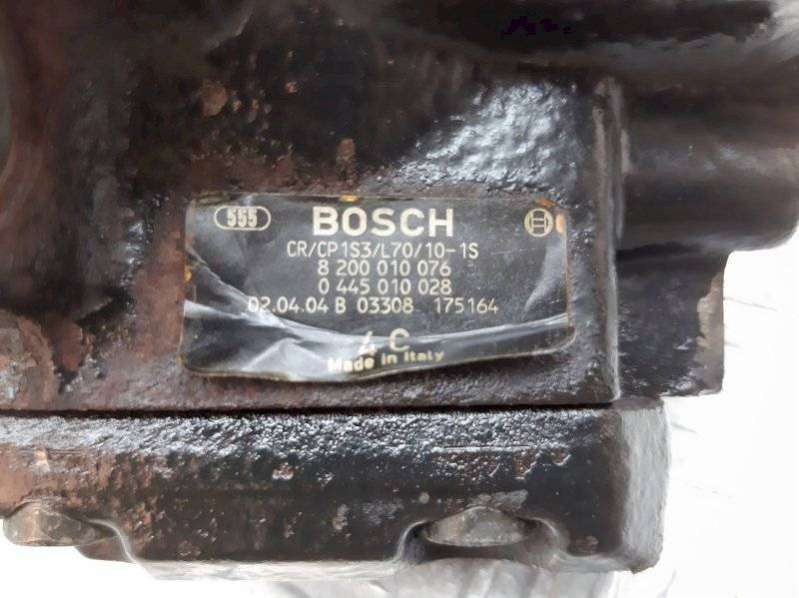 555 BOSCH
CR/CP1S3/L70/10-1S
8 200 010 076
0 445 010 028
02.04.04 B 03308 175164
4C
Made in Italy